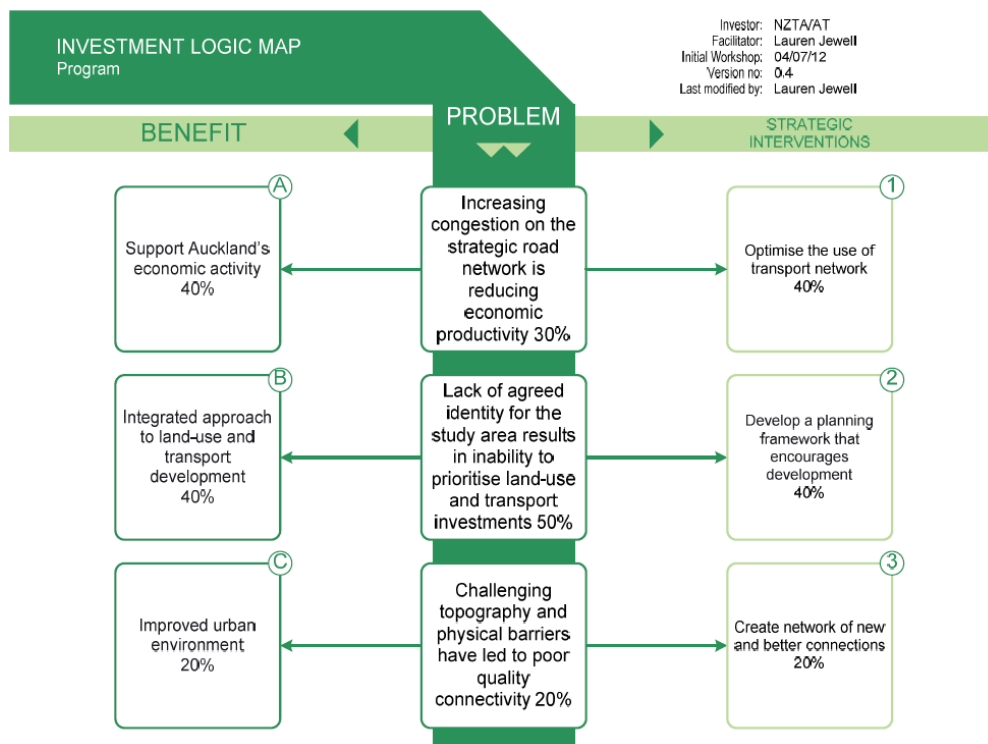 INVESTMENT LOGIC MAP
Program
Investor: NZTA/AT
Facilitator: Lauren Jewell
Initial Workshop: 04/07/12
Version no: 0.4
Last modified by: Lauren Jewell
BENEFIT
PROBLEM
STRATEGIC
INTERVENTIONS
A
Support Auckland's
economic activity
40%
Increasing
congestion on the
strategic road
network is
reducing
economic
productivity 30%
1
Optimise the use of
transport network
40%
B
Integrated approach
to land-use and
transport
development
40%
Lack of agreed
identity for the
study area results
in inability to
prioritise land-use
and transport
investments 50%
2
Develop a planning
framework that
encourages
development
40%
C
Improved urban
environment
20%
Challenging
topography and
physical barriers
have led to poor
quality
connectivity 20%
3
Create network of new
and better connections
20%